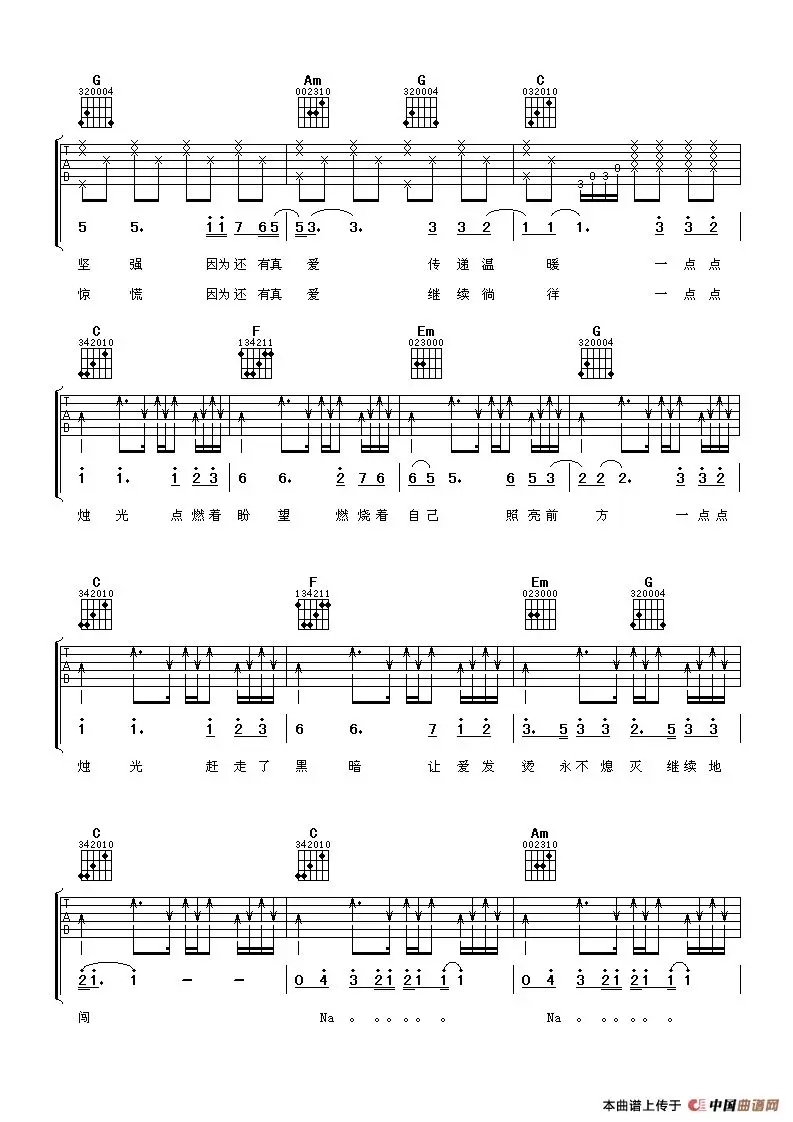 G Am G C
320004 002310 320004 032010
T
A
B
3 0 3 0
5 5. 1 1 7 6 5 5 3. 3. 3 3 2 1 1 1. 3 3 2
坚 强 因为还 有真 爱 传 递温 暖 一 点点
惊 慌 因为还 有真 爱 继 续徜 徉 一 点点
C F Em G
342010 134211 023000 320004
T
A
B
1 1. 1 2 3 6 6. 2 7 6 6 5 5. 6 5 3 2 2 2. 3 3 2
烛 光 点 燃着 盼 望 燃 烧着 自己 照亮前 方 一点点
C F Em G
342010 134211 023000 320004
T
A
B
1 1. 1 2 3 6 6. 7 1 2 3. 5 3 3 2. 5 3 3
烛 光 赶 走 了 黑 暗 让 爱 发 烫 永不 熄 灭 继续 地
C C Am
342010 342010 002310
T
A
B
2 1. 1 - - 0 4 3 2 1 2 1 1 1 0 4 3 2 1 2 1 1 1
闯 Na 。。。。。 。 Na 。。。。。 。
本曲谱上传于 中国曲谱网